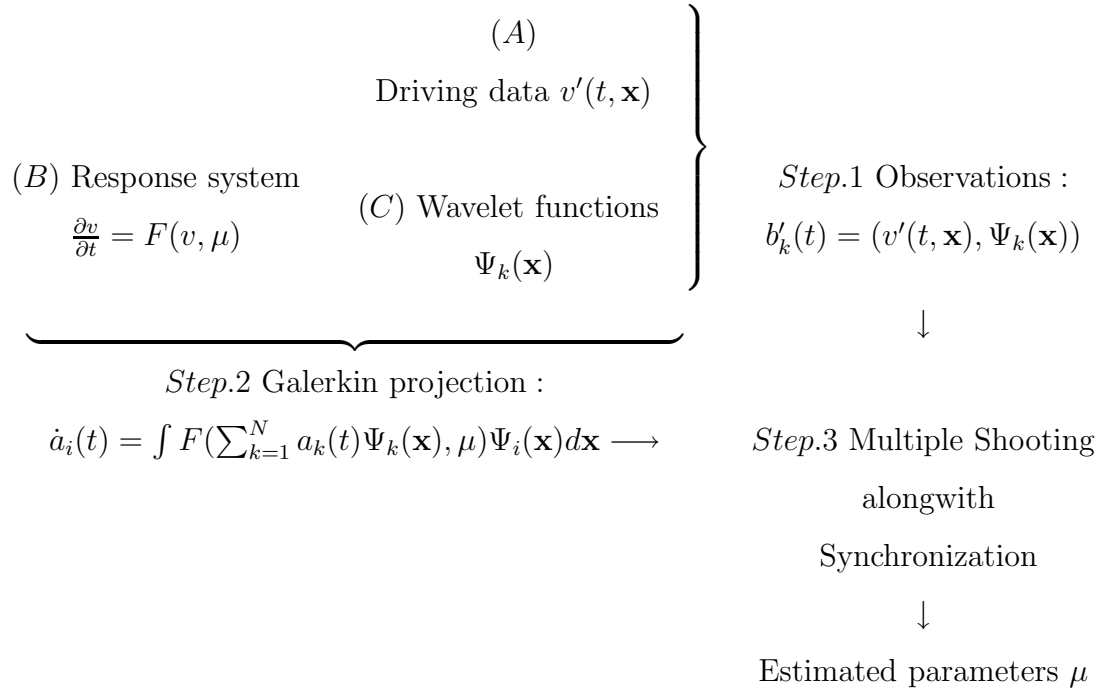 (A)
Driving data v′(t, x)
(B) Response system
∂v/∂t = F(v, μ)
(C) Wavelet functions
Ψ_k(x)
Step.1 Observations :
b′_k(t) = (v′(t, x), Ψ_k(x))
↓
Step.2 Galerkin projection :
ȧ_i(t) = ∫ F(∑_{k=1}^{N} a_k(t)Ψ_k(x), μ)Ψ_i(x)dx ⟶
Step.3 Multiple Shooting
alongwith
Synchronization
↓
Estimated parameters μ